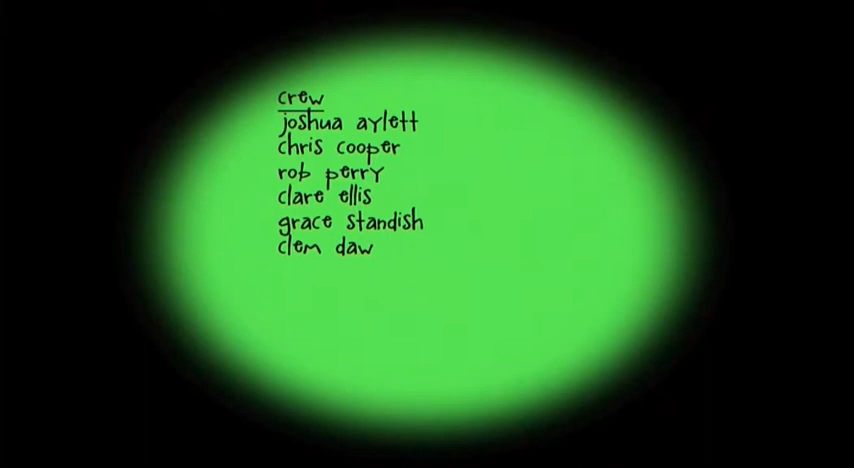 crew
joshua aylett
chris cooper
rob perry
clare ellis
grace standish
clem daw